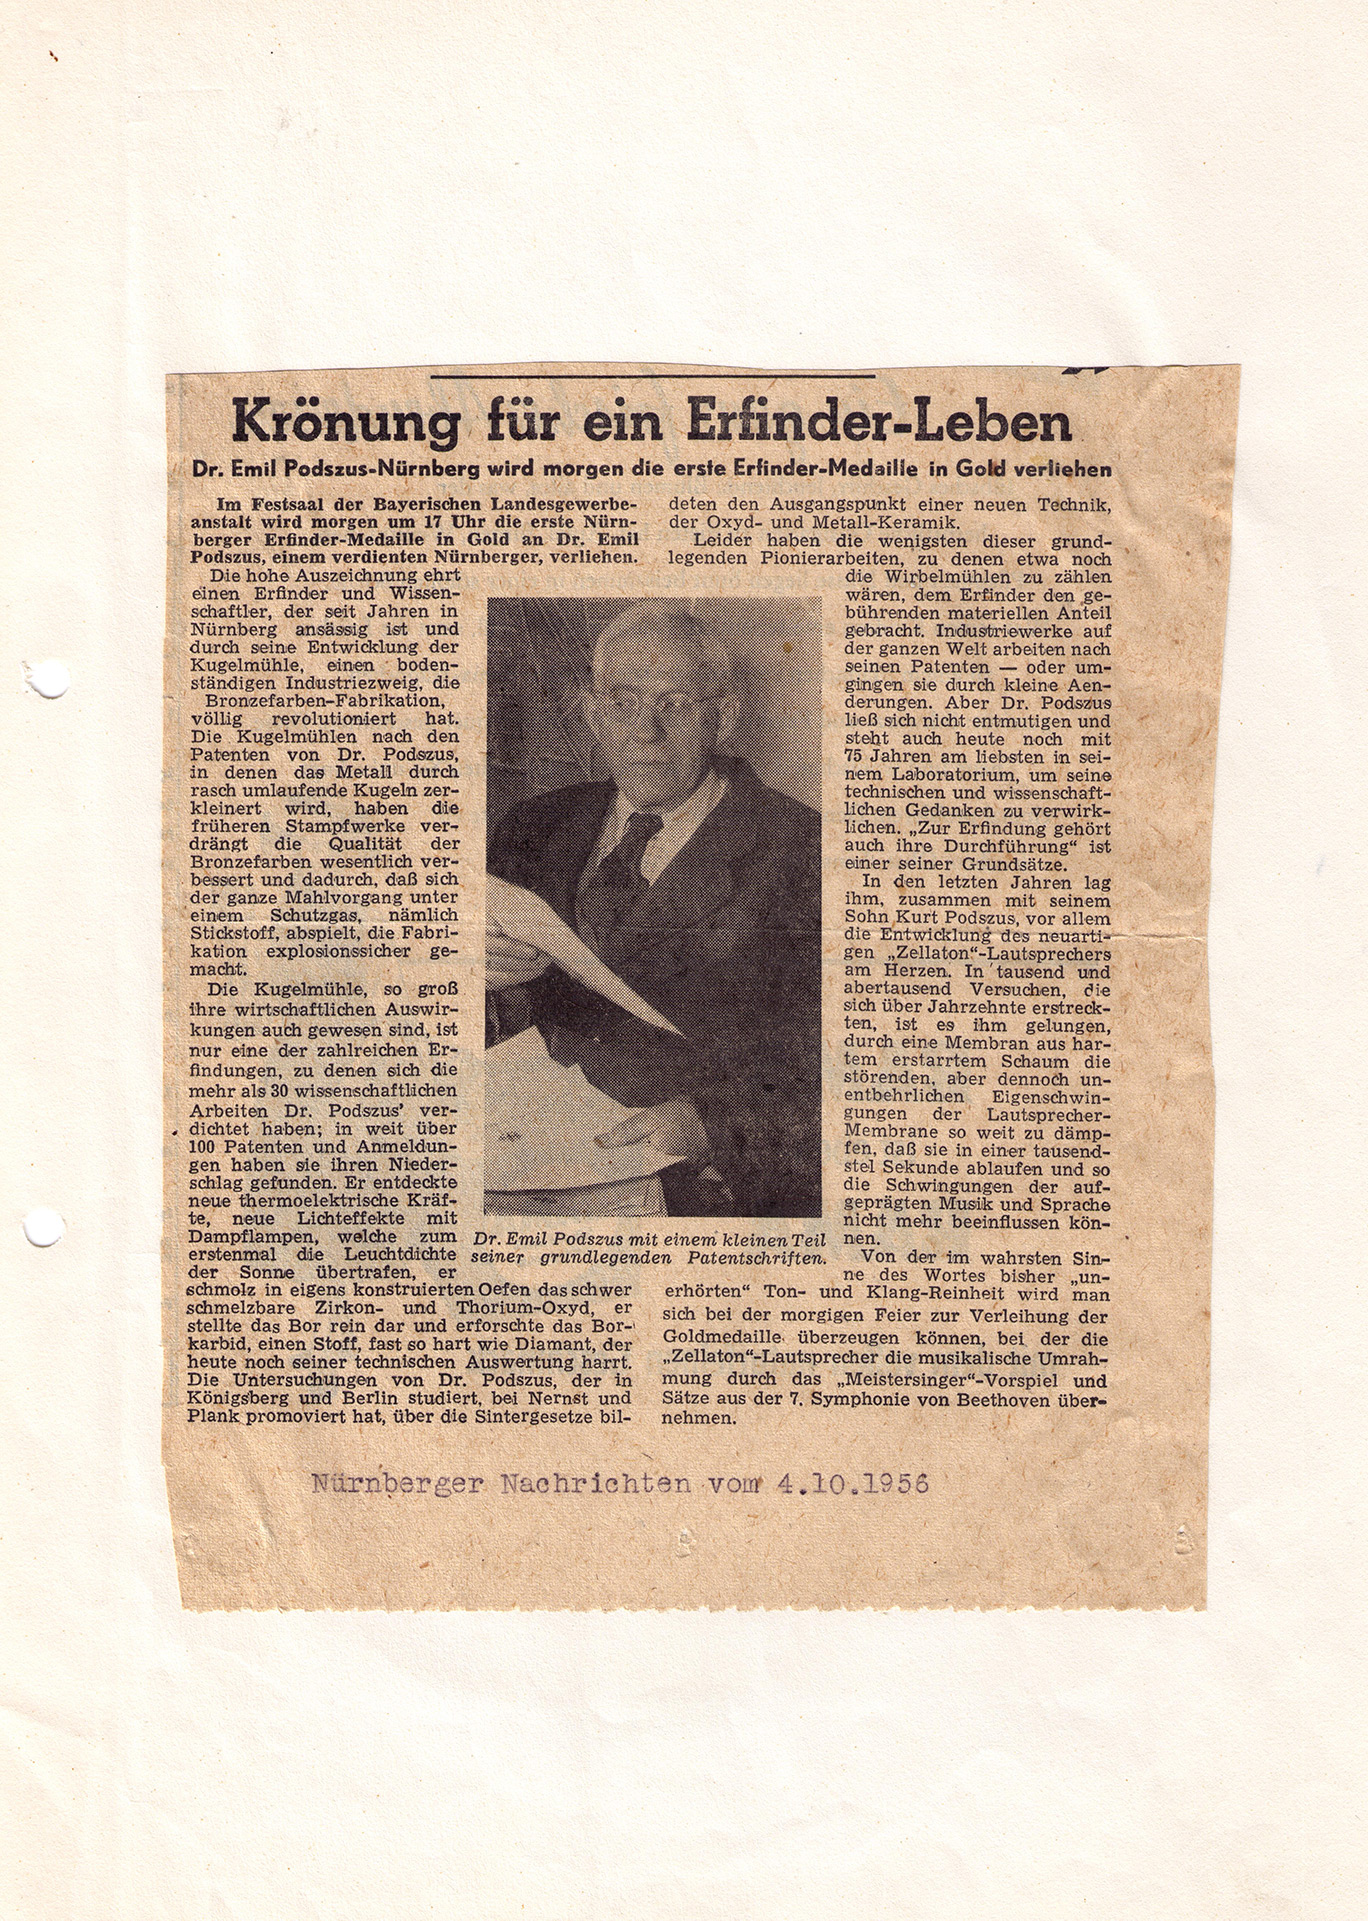 Krönung für ein Erfinder-Leben
Dr. Emil Podszus-Nürnberg wird morgen die erste Erfinder-Medaille in Gold verliehen
Im Festsaal der Bayerischen Landesgewerbe-
anstalt wird morgen um 17 Uhr die erste Nürn-
berger Erfinder-Medaille in Gold an Dr. Emil
Podszus, einem verdienten Nürnberger, verliehen.
Die hohe Auszeichnung ehrt
einen Erfinder und Wissen-
schaftler, der seit Jahren in
Nürnberg ansässig ist und
durch seine Entwicklung der
Kugelmühle, einen boden-
ständigen Industriezweig, die
Bronzefarben-Fabrikation,
völlig revolutioniert hat.
Die Kugelmühlen nach den
Patenten von Dr. Podszus,
in denen das Metall durch
rasch umlaufende Kugeln zer-
kleinert wird, haben die
früheren Stampfwerke ver-
drängt die Qualität der
Bronzefarben wesentlich ver-
bessert und dadurch, daß sich
der ganze Mahlvorgang unter
einem Schutzgas, nämlich
Stickstoff, abspielt, die Fabri-
kation explosionssicher ge-
macht.
Die Kugelmühle, so groß
ihre wirtschaftlichen Auswir-
kungen auch gewesen sind, ist
nur eine der zahlreichen Er-
findungen, zu denen sich die
mehr als 30 wissenschaftlichen
Arbeiten Dr. Podszus' ver-
dichtet haben; in weit über
100 Patenten und Anmeldun-
gen haben sie ihren Nieder-
schlag gefunden. Er entdeckte
neue thermoelektrische Kräf-
te, neue Lichteffekte mit
Dampflampen, welche zum
erstenmal die Leuchtdichte
der Sonne übertrafen, er
schmolz in eigens konstruierten Oefen das schwer
schmelzbare Zirkon- und Thorium-Oxyd, er
stellte das Bor rein dar und erforschte das Bor-
karbid, einen Stoff, fast so hart wie Diamant, der
heute noch seiner technischen Auswertung harrt.
Die Untersuchungen von Dr. Podszus, der in
Königsberg und Berlin studiert, bei Nernst und
Plank promoviert hat, über die Sintergesetze bil-
deten den Ausgangspunkt einer neuen Technik,
der Oxyd- und Metall-Keramik.
Leider haben die wenigsten dieser grund-
legenden Pionierarbeiten, zu denen etwa noch
die Wirbelmühlen zu zählen
wären, dem Erfinder den ge-
bührenden materiellen Anteil
gebracht. Industriewerke auf
der ganzen Welt arbeiten nach
seinen Patenten — oder um-
gingen sie durch kleine Aen-
derungen. Aber Dr. Podszus
ließ sich nicht entmutigen und
steht auch heute noch mit
75 Jahren am liebsten in sei-
nem Laboratorium, um seine
technischen und wissenschaft-
lichen Gedanken zu verwirk-
lichen. „Zur Erfindung gehört
auch ihre Durchführung“ ist
einer seiner Grundsätze.
In den letzten Jahren lag
ihm, zusammen mit seinem
Sohn Kurt Podszus, vor allem
die Entwicklung des neuarti-
gen „Zellaton“-Lautsprechers
am Herzen. In tausend und
abertausend Versuchen, die
sich über Jahrzehnte erstreck-
ten, ist es ihm gelungen,
durch eine Membran aus har-
tem erstarrtem Schaum die
störenden, aber dennoch un-
entbehrlichen Eigenschwin-
gungen der Lautsprecher-
Membrane so weit zu dämp-
fen, daß sie in einer tausend-
stel Sekunde ablaufen und so
die Schwingungen der auf-
geprägten Musik und Sprache
nicht mehr beeinflussen kön-
nen.
Von der im wahrsten Sin-
ne des Wortes bisher „un-
erhörten“ Ton- und Klang-Reinheit wird man
sich bei der morgigen Feier zur Verleihung der
Goldmedaille überzeugen können, bei der die
„Zellaton“-Lautsprecher die musikalische Umrah-
mung durch das „Meistersinger“-Vorspiel und
Sätze aus der 7. Symphonie von Beethoven über-
nehmen.
Dr. Emil Podszus mit einem kleinen Teil
seiner grundlegenden Patentschriften.
Nürnberger Nachrichten vom 4.10.1956